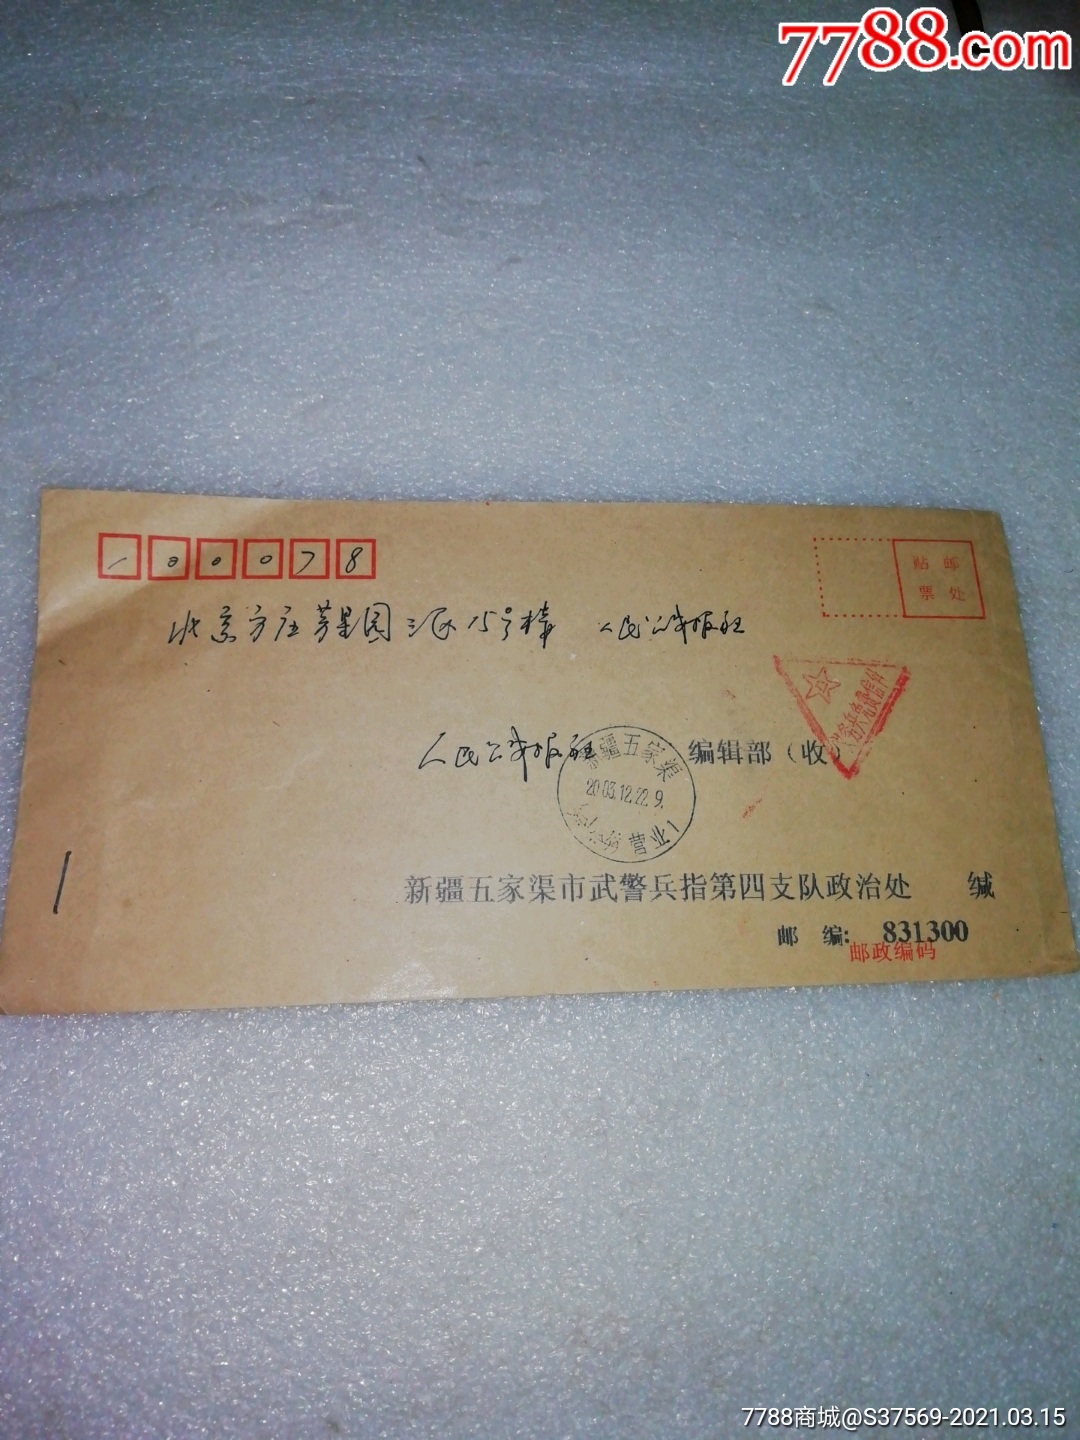 7788.com
100078
贴邮
票处
北京方庄芳星园三区15号楼 人民公安报社
人民公安报社 编辑部（收
新疆五家渠
2003.12.22.9.
新疆五家渠市武警兵指第四支队政治处 缄
邮 编: 831300
邮政编码
7788商城@S37569-2021.03.15